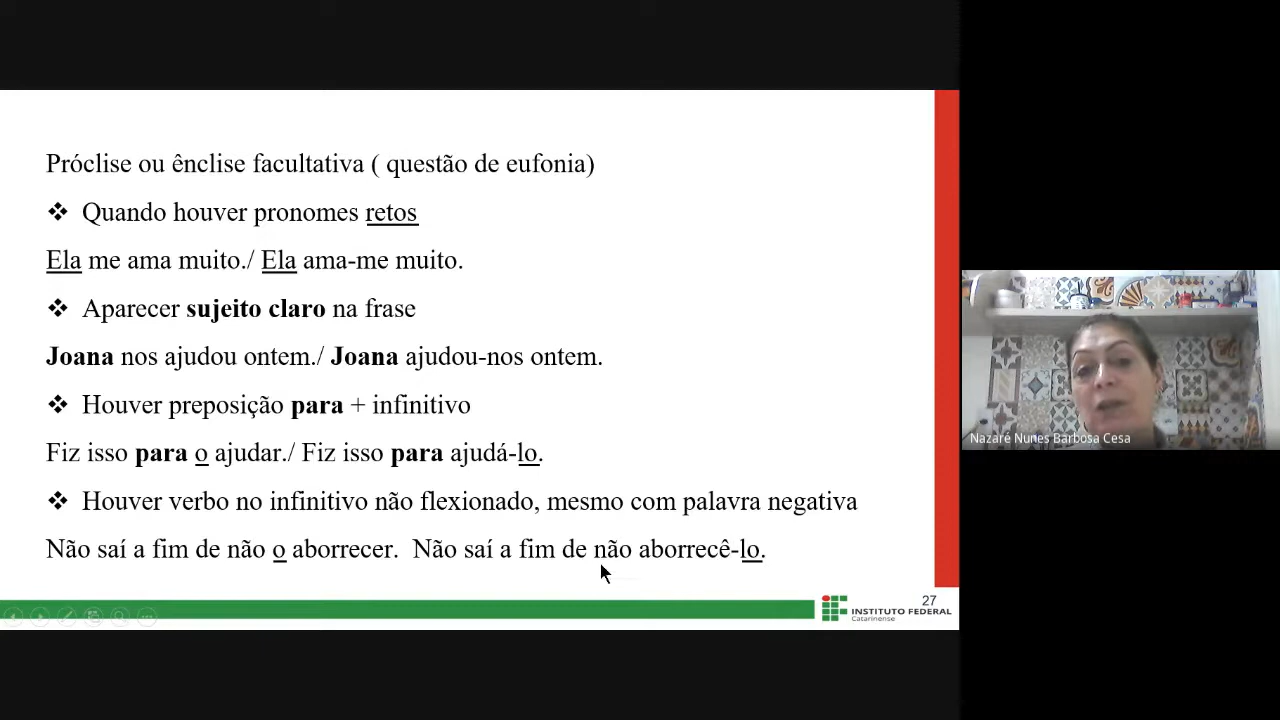 Próclise ou ênclise facultativa ( questão de eufonia)
❖ Quando houver pronomes retos
Ela me ama muito./ Ela ama-me muito.
❖ Aparecer sujeito claro na frase
Joana nos ajudou ontem./ Joana ajudou-nos ontem.
❖ Houver preposição para + infinitivo
Fiz isso para o ajudar./ Fiz isso para ajudá-lo.
❖ Houver verbo no infinitivo não flexionado, mesmo com palavra negativa
Não saí a fim de não o aborrecer.  Não saí a fim de não aborrecê-lo.
27
INSTITUTO FEDERAL
Catarinense
Nazaré Nunes Barbosa Cesa